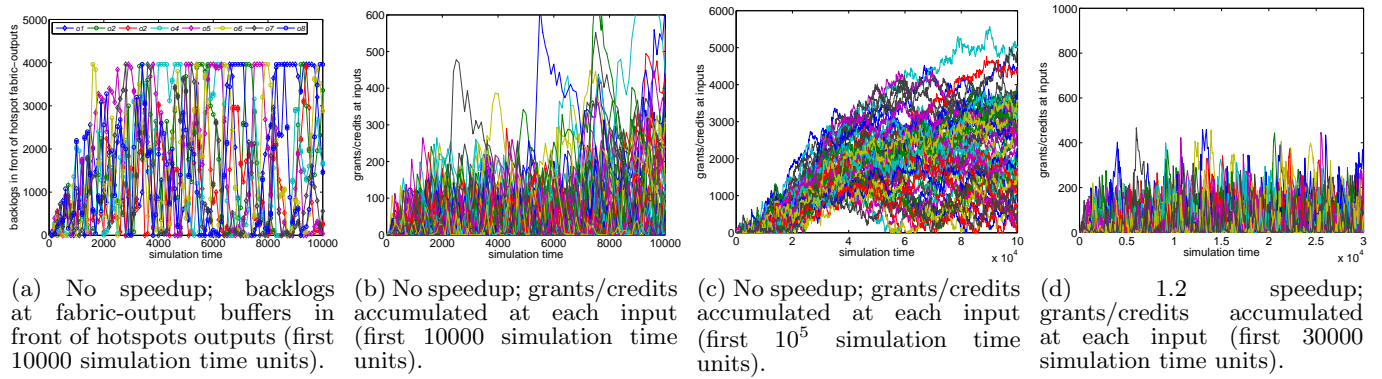 backlogs in front of hotspot fabric-outputs
5000
4000
3000
2000
1000
0
o1 o2 o2 o4 o5 o6 o7 o8
0 2000 4000 6000 8000 10000
simulation time
grants/credits at inputs
600
500
400
300
200
100
0
0 2000 4000 6000 8000 10000
simulation time
grants/credits at inputs
6000
5000
4000
3000
2000
1000
0
0 2 4 6 8 10
simulation time
x 10^4
grants/credits at inputs
1000
800
600
400
200
0
0 0.5 1 1.5 2 2.5 3
simulation time
x 10^4
(a) No speedup; backlogs
at fabric-output buffers in
front of hotspots outputs (first
10000 simulation time units).
(b) No speedup; grants/credits
accumulated at each input
(first 10000 simulation time
units).
(c) No speedup; grants/credits
accumulated at each input
(first 10^5 simulation time
units).
(d) 1.2 speedup;
grants/credits accumulated
at each input (first 30000
simulation time units).